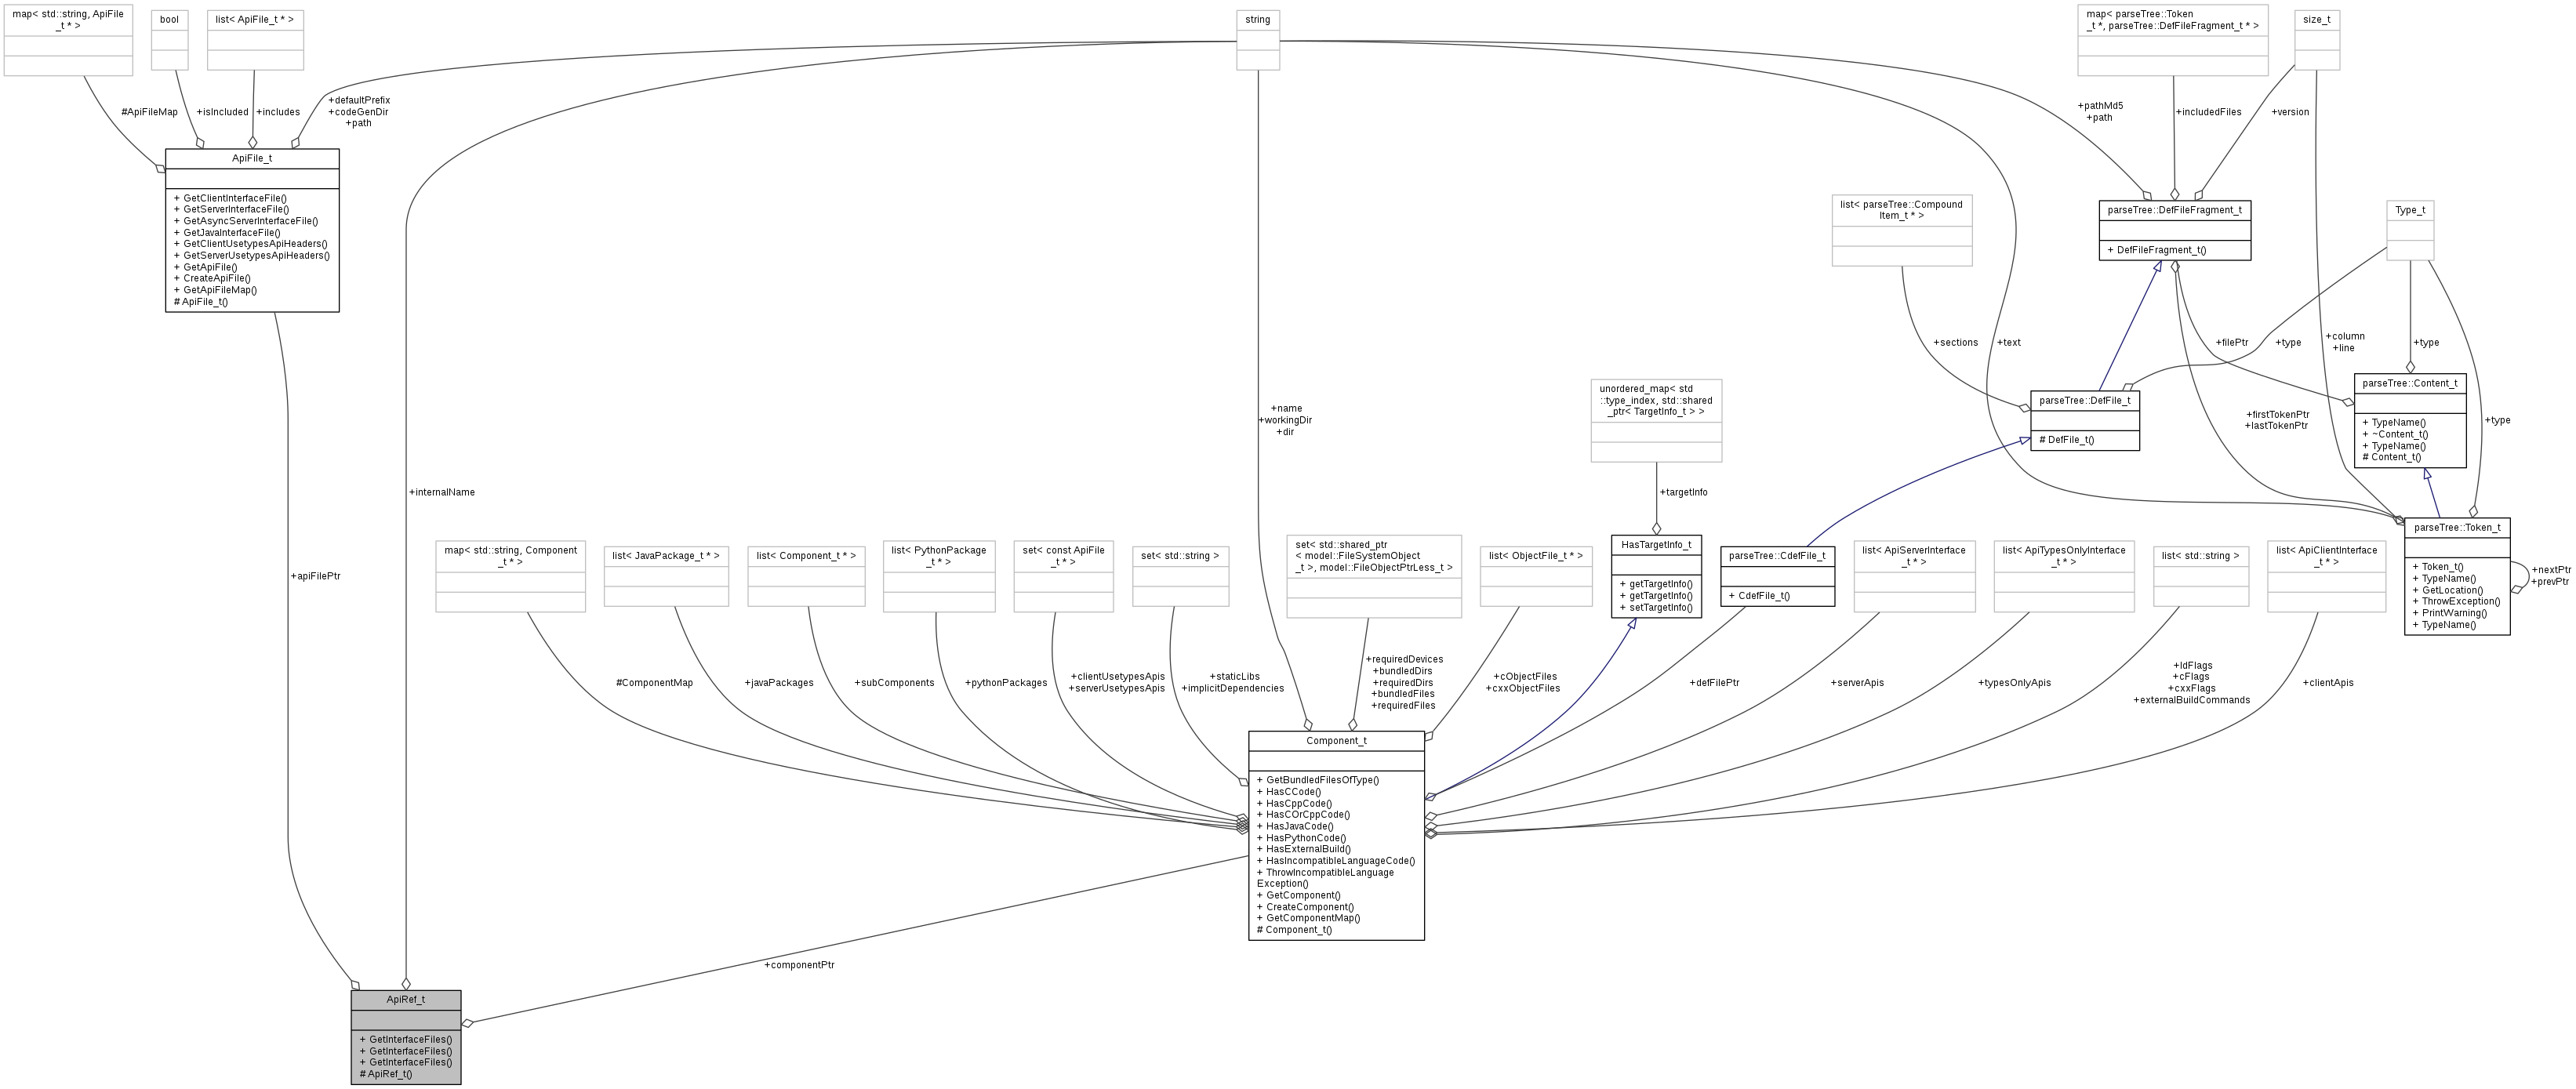 map< std::string, ApiFile
_t * >
bool
list< ApiFile_t * >
string
map< parseTree::Token
_t *, parseTree::DefFileFragment_t * >
size_t
#ApiFileMap
+isIncluded
+includes
+defaultPrefix
+codeGenDir
+path
+pathMd5
+path
+includedFiles
+version
ApiFile_t
+ GetClientInterfaceFile()
+ GetServerInterfaceFile()
+ GetAsyncServerInterfaceFile()
+ GetJavaInterfaceFile()
+ GetClientUsetypesApiHeaders()
+ GetServerUsetypesApiHeaders()
+ GetApiFile()
+ CreateApiFile()
+ GetApiFileMap()
# ApiFile_t()
list< parseTree::Compound
Item_t * >
parseTree::DefFileFragment_t
+ DefFileFragment_t()
Type_t
+sections
+text
+filePtr
+type
+column
+line
+type
unordered_map< std
::type_index, std::shared
_ptr< TargetInfo_t > >
parseTree::DefFile_t
# DefFile_t()
parseTree::Content_t
+ TypeName()
+ ~Content_t()
+ TypeName()
# Content_t()
+name
+workingDir
+dir
+firstTokenPtr
+lastTokenPtr
+type
+internalName
+targetInfo
+apiFilePtr
map< std::string, Component
_t * >
list< JavaPackage_t * >
list< Component_t * >
list< PythonPackage
_t * >
set< const ApiFile
_t * >
set< std::string >
set< std::shared_ptr
< model::FileSystemObject
_t >, model::FileObjectPtrLess_t >
list< ObjectFile_t * >
HasTargetInfo_t
+ getTargetInfo()
+ getTargetInfo()
+ setTargetInfo()
parseTree::CdefFile_t
+ CdefFile_t()
list< ApiServerInterface
_t * >
list< ApiTypesOnlyInterface
_t * >
list< std::string >
list< ApiClientInterface
_t * >
parseTree::Token_t
+ Token_t()
+ TypeName()
+ GetLocation()
+ ThrowException()
+ PrintWarning()
+ TypeName()
+nextPtr
+prevPtr
#ComponentMap
+javaPackages
+subComponents
+pythonPackages
+clientUsetypesApis
+serverUsetypesApis
+staticLibs
+implicitDependencies
+requiredDevices
+bundledDirs
+requiredDirs
+bundledFiles
+requiredFiles
+cObjectFiles
+cxxObjectFiles
+defFilePtr
+serverApis
+typesOnlyApis
+ldFlags
+cFlags
+cxxFlags
+externalBuildCommands
+clientApis
Component_t
+ GetBundledFilesOfType()
+ HasCCode()
+ HasCppCode()
+ HasCOrCppCode()
+ HasJavaCode()
+ HasPythonCode()
+ HasExternalBuild()
+ HasIncompatibleLanguageCode()
+ ThrowIncompatibleLanguage
Exception()
+ GetComponent()
+ CreateComponent()
+ GetComponentMap()
# Component_t()
+componentPtr
ApiRef_t
+ GetInterfaceFiles()
+ GetInterfaceFiles()
+ GetInterfaceFiles()
# ApiRef_t()